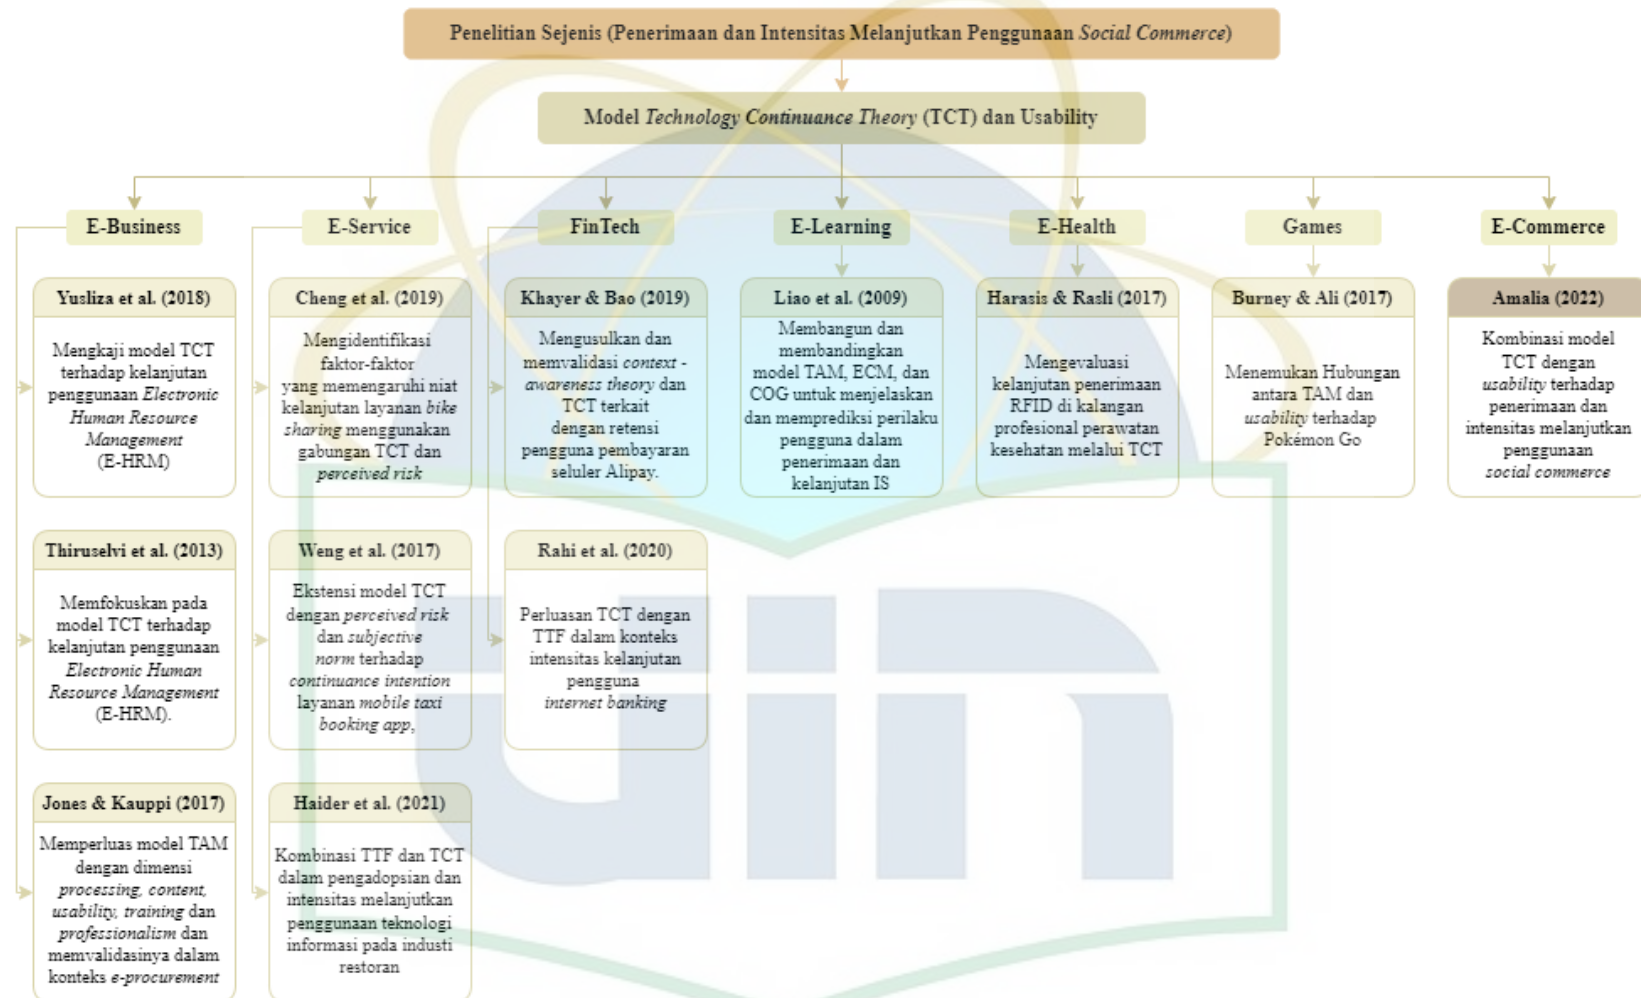 Penelitian Sejenis (Penerimaan dan Intensitas Melanjutkan Penggunaan Social Commerce)
Model Technology Continuance Theory (TCT) dan Usability
E-Business
E-Service
FinTech
E-Learning
E-Health
Games
E-Commerce
Yusliza et al. (2018)
Mengkaji model TCT
terhadap kelanjutan
penggunaan Electronic
Human Resource
Management
(E-HRM)
Cheng et al. (2019)
Mengidentifikasi
faktor-faktor
yang memengaruhi niat
kelanjutan layanan bike
sharing menggunakan
gabungan TCT dan
perceived risk
Khayer & Bao (2019)
Mengusulkan dan
memvalidasi context -
awareness theory dan
TCT terkait
dengan retensi
pengguna pembayaran
seluler Alipay.
Liao et al. (2009)
Membangun dan
membandingkan
model TAM, ECM, dan
COG untuk menjelaskan
dan memprediksi perilaku
pengguna dalam
penerimaan dan
kelanjutan IS
Harasis & Rasli (2017)
Mengevaluasi
kelanjutan penerimaan
RFID di kalangan
profesional perawatan
kesehatan melalui TCT
Burney & Ali (2017)
Menemukan Hubungan
antara TAM dan
usability terhadap
Pokémon Go
Amalia (2022)
Kombinasi model
TCT dengan
usability terhadap
penerimaan dan
intensitas melanjutkan
penggunaan
social commerce
Thiruselvi et al. (2013)
Memfokuskan pada
model TCT terhadap
kelanjutan penggunaan
Electronic Human
Resource Management
(E-HRM).
Weng et al. (2017)
Ekstensi model TCT
dengan perceived risk
dan subjective
norm terhadap
continuance intention
layanan mobile taxi
booking app,
Rahi et al. (2020)
Perluasan TCT dengan
TTF dalam konteks
intensitas kelanjutan
pengguna
internet banking
Jones & Kauppi (2017)
Memperluas model TAM
dengan dimensi
processing, content,
usability, training dan
professionalism dan
memvalidasinya dalam
konteks e-procurement
Haider et al. (2021)
Kombinasi TTF dan TCT
dalam pengadopsian dan
intensitas melanjutkan
penggunaan teknologi
informasi pada industi
restoran
uin